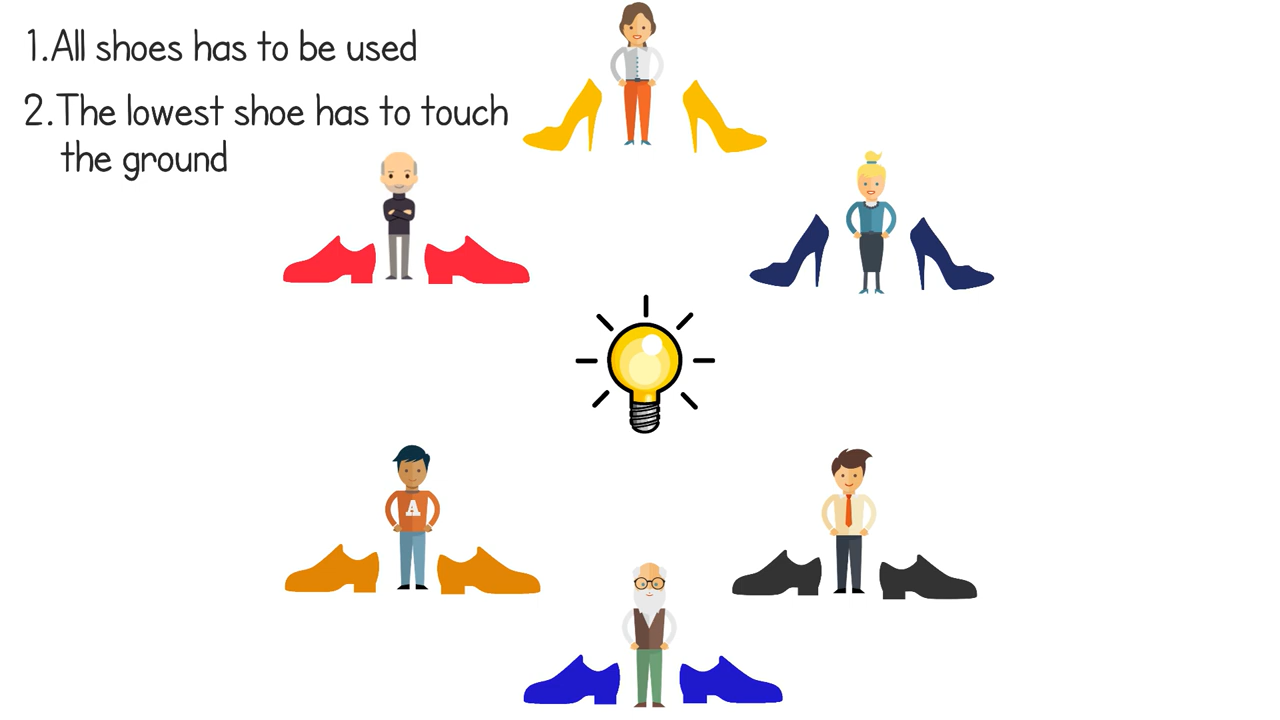 1.All shoes has to be used
2.The lowest shoe has to touch
the ground
A